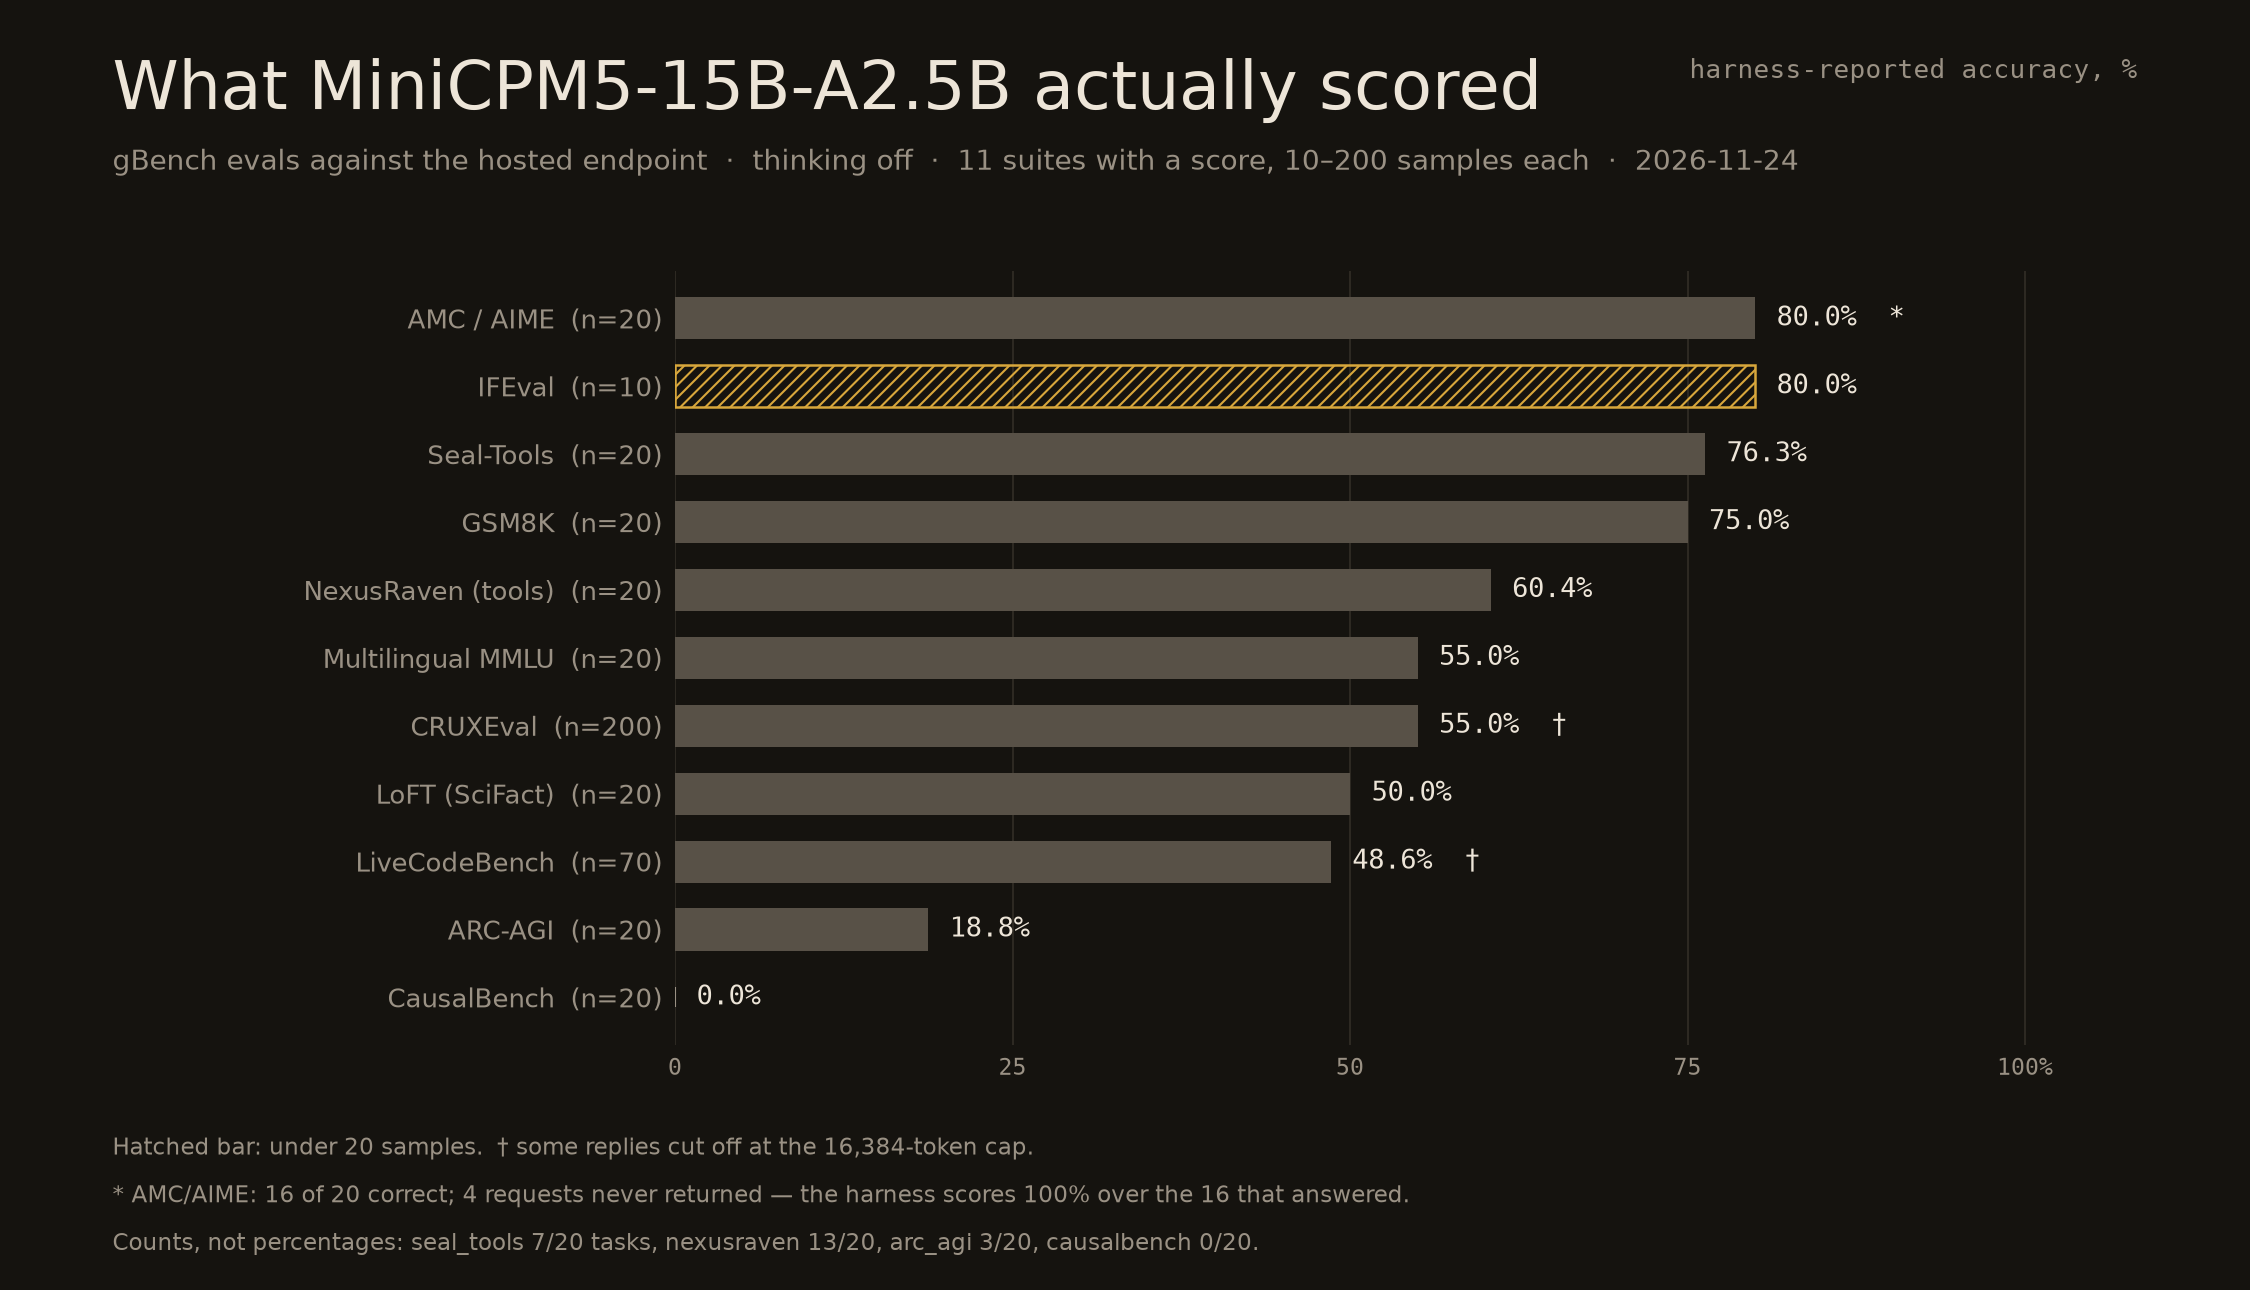 What MiniCPM5-15B-A2.5B actually scored
harness-reported accuracy, %
gBench evals against the hosted endpoint · thinking off · 11 suites with a score, 10–200 samples each · 2026-11-24
AMC / AIME (n=20) 80.0% *
IFEval (n=10) 80.0%
Seal-Tools (n=20) 76.3%
GSM8K (n=20) 75.0%
NexusRaven (tools) (n=20) 60.4%
Multilingual MMLU (n=20) 55.0%
CRUXEval (n=200) 55.0% †
LoFT (SciFact) (n=20) 50.0%
LiveCodeBench (n=70) 48.6% †
ARC-AGI (n=20) 18.8%
CausalBench (n=20) 0.0%
0 25 50 75 100%
Hatched bar: under 20 samples. † some replies cut off at the 16,384-token cap.
* AMC/AIME: 16 of 20 correct; 4 requests never returned — the harness scores 100% over the 16 that answered.
Counts, not percentages: seal_tools 7/20 tasks, nexusraven 13/20, arc_agi 3/20, causalbench 0/20.